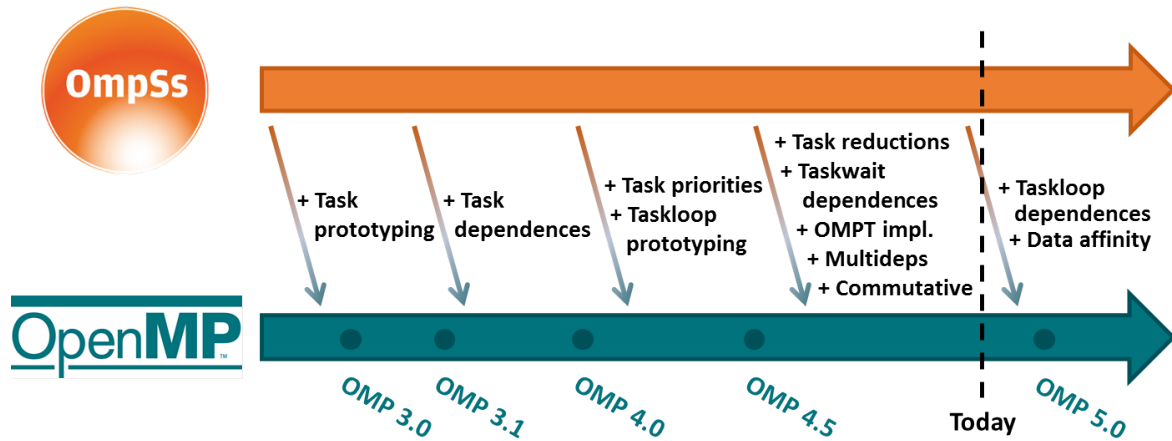 OmpSs
+ Task
prototyping
+ Task
dependences
+ Task priorities
+ Taskloop
prototyping
+ Task reductions
+ Taskwait
dependences
+ OMPT impl.
+ Multideps
+ Commutative
+ Taskloop
dependences
+ Data affinity
OpenMP™
OMP 3.0
OMP 3.1
OMP 4.0
OMP 4.5
Today
OMP 5.0